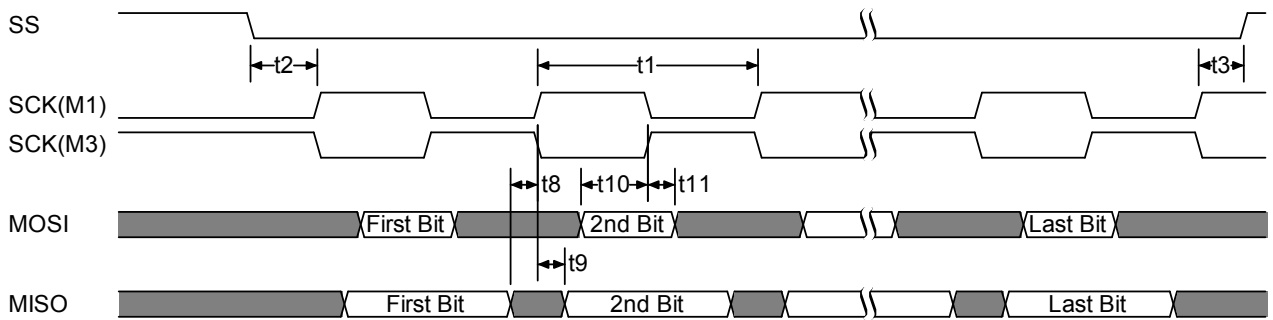 SS
t2
t1
t3
SCK(M1)
SCK(M3)
t8
t10
t11
MOSI
First Bit
2nd Bit
Last Bit
t9
MISO
First Bit
2nd Bit
Last Bit